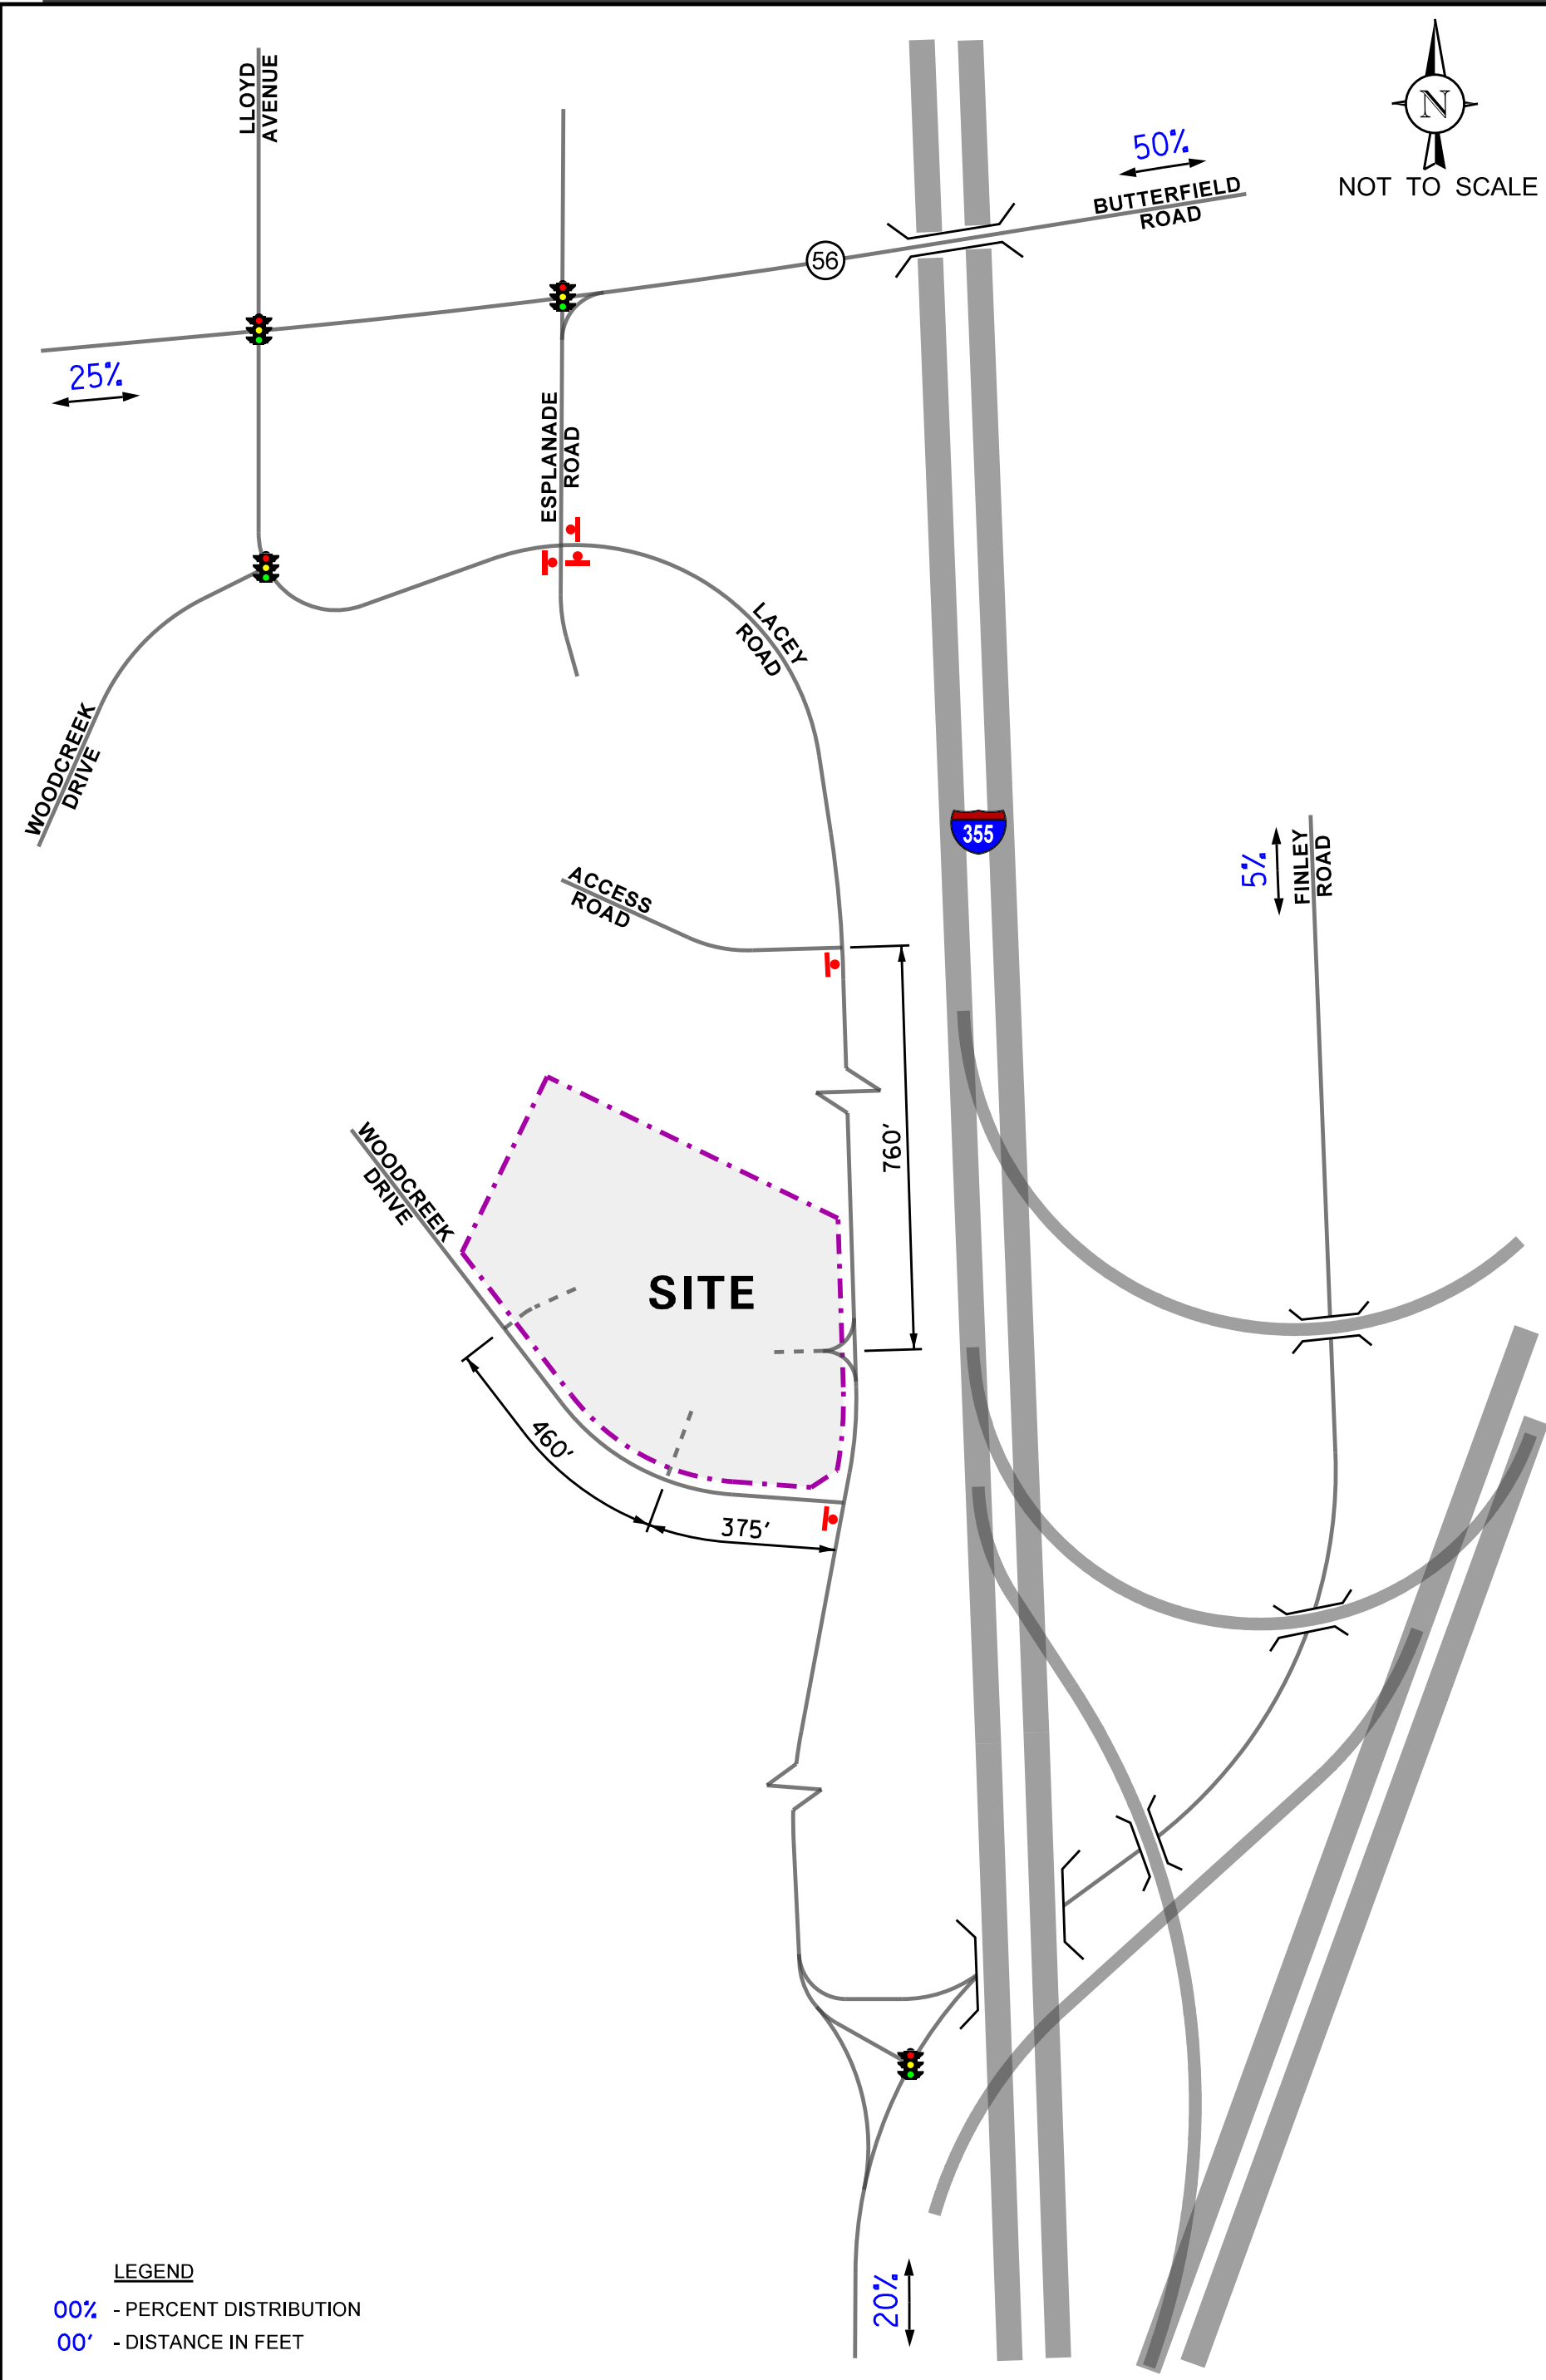 LLOYD
AVENUE
N
NOT TO SCALE
50%
BUTTERFIELD
ROAD
56
25%
ESPLANADE
ROAD
LACEY
ROAD
WOODCREEK
DRIVE
355
5%
FINLEY
ROAD
ACCESS
ROAD
760'
WOODCREEK
DRIVE
SITE
460'
375'
20%
LEGEND
00% - PERCENT DISTRIBUTION
00' - DISTANCE IN FEET